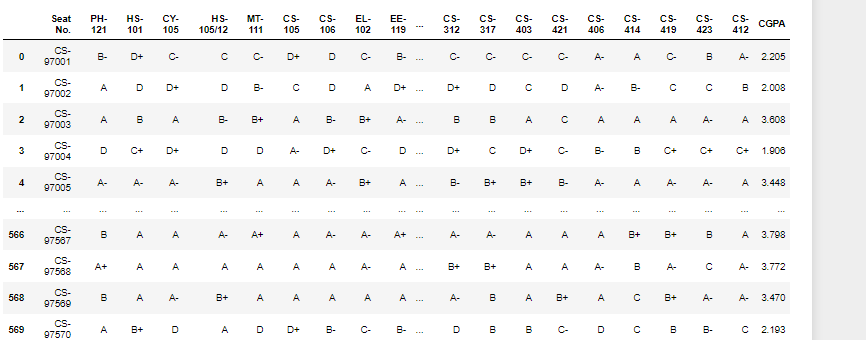 Seat No. PH-121 HS-101 CY-105 HS-105/12 MT-111 CS-105 CS-106 EL-102 EE-119 ... CS-312 CS-317 CS-403 CS-421 CS-406 CS-414 CS-419 CS-423 CS-412 CGPA
0 CS-97001 B- D+ C- C C- D+ D C- B- ... C- C- C- C- A- A C- B A- 2.205
1 CS-97002 A D D+ D B- C D A D+ ... D+ D C D A- B- C C B 2.008
2 CS-97003 A B A B- B+ A B- B+ A- ... B B A C A A A A- A 3.608
3 CS-97004 D C+ D+ D D A- D+ C- D ... D+ C D+ C- B- B C+ C+ C+ 1.906
4 CS-97005 A- A- A- B+ A A A- B+ A ... B- B+ B+ B- A- A A- A- A 3.448
... ... ... ... ... ... ... ... ... ... ... ... ... ... ... ... ... ... ... ... ... ...
566 CS-97567 B A A A- A+ A A- A- A+ ... A- A- A A A B+ B+ B A 3.798
567 CS-97568 A+ A A A A A A A- A ... B+ B+ A A A- B A- C A- 3.772
568 CS-97569 B A A- B+ A A A A A ... A- B A B+ A C B+ A- A- 3.470
569 CS-97570 A B+ D A D D+ B- C- B- ... D B B C- D C B B- C 2.193